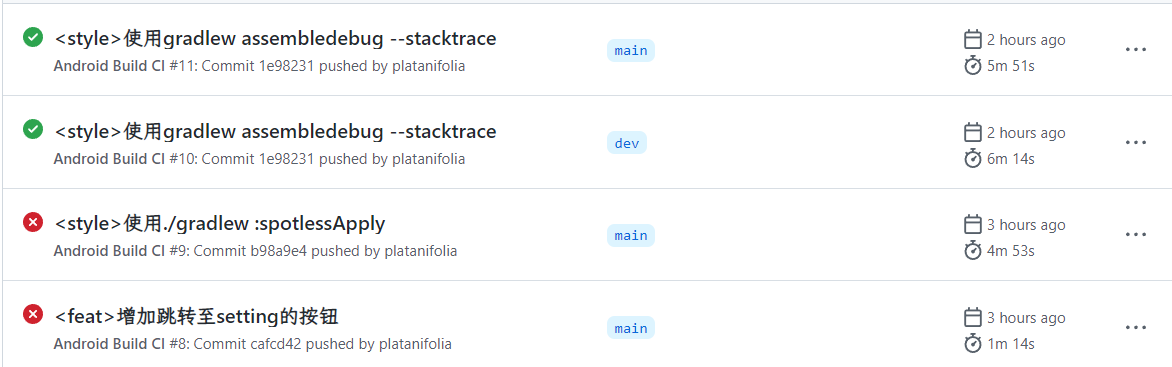 <style>使用gradlew assembledebug --stacktrace
main
2 hours ago
Android Build CI #11: Commit 1e98231 pushed by platanifolia
5m 51s
<style>使用gradlew assembledebug --stacktrace
dev
2 hours ago
Android Build CI #10: Commit 1e98231 pushed by platanifolia
6m 14s
<style>使用./gradlew :spotlessApply
main
3 hours ago
Android Build CI #9: Commit b98a9e4 pushed by platanifolia
4m 53s
<feat>增加跳转至setting的按钮
main
3 hours ago
Android Build CI #8: Commit cafcd42 pushed by platanifolia
1m 14s